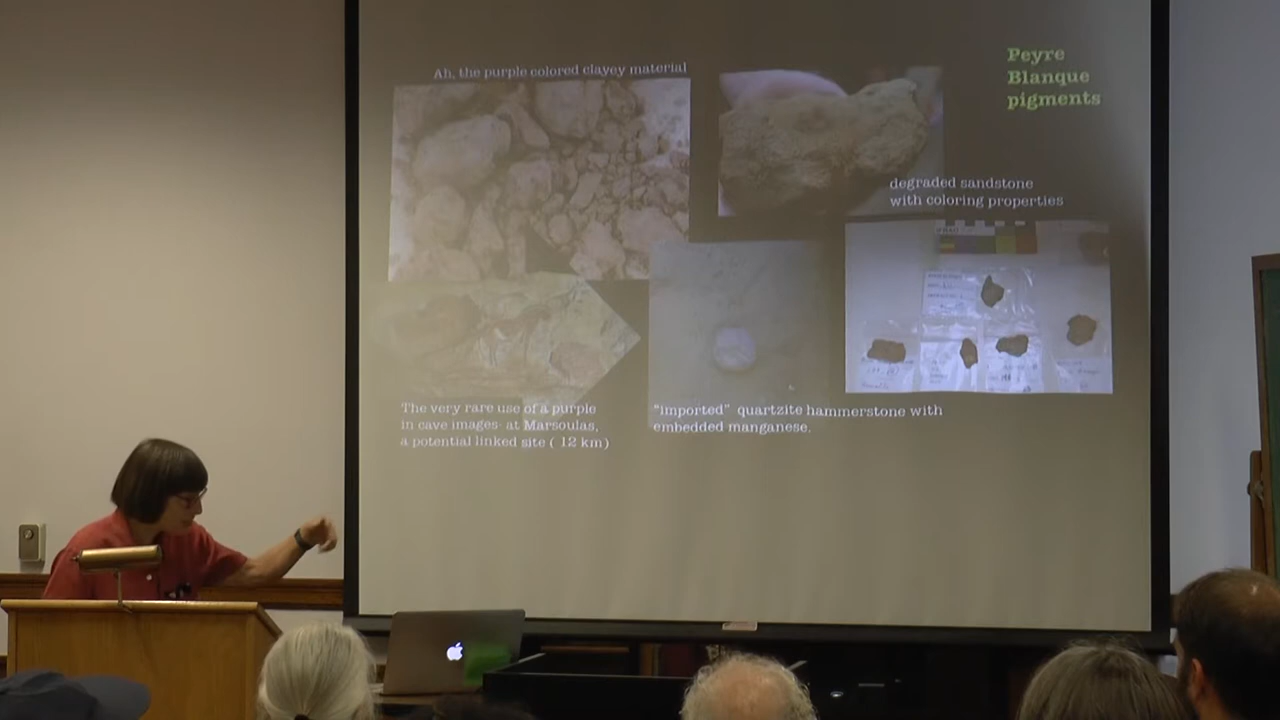 Ah, the purple colored clayey material
Peyre
Blanque
pigments
degraded sandstone
with coloring properties
The very rare use of a purple
in cave images- at Marsoulas,
a potential linked site ( 12 km)
"imported" quartzite hammerstone with
embedded manganese.